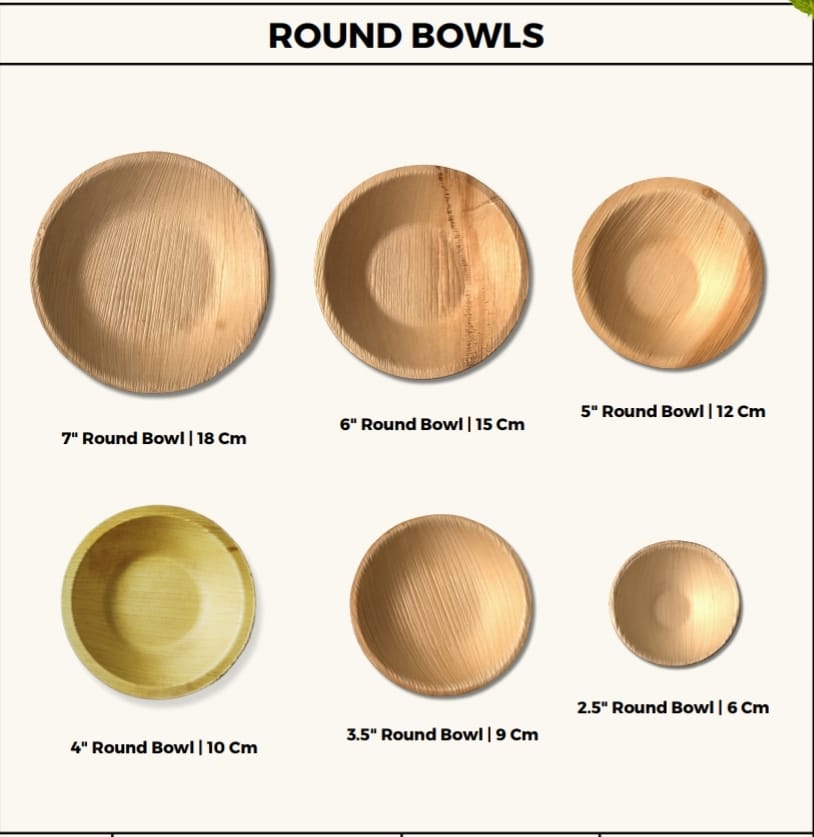 ROUND BOWLS
7" Round Bowl | 18 Cm
6" Round Bowl | 15 Cm
5" Round Bowl | 12 Cm
4" Round Bowl | 10 Cm
3.5" Round Bowl | 9 Cm
2.5" Round Bowl | 6 Cm